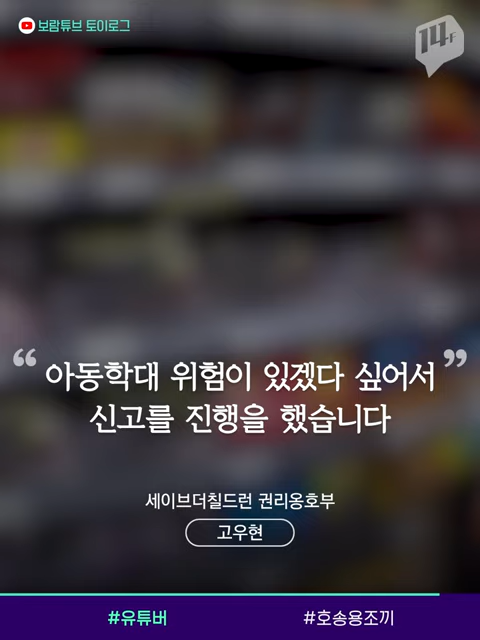 보람튜브 토이로그
14F
“아동학대 위험이 있겠다 싶어서
신고를 진행을 했습니다”
세이브더칠드런 권리옹호부
고우현
#유튜버 #호송용조끼